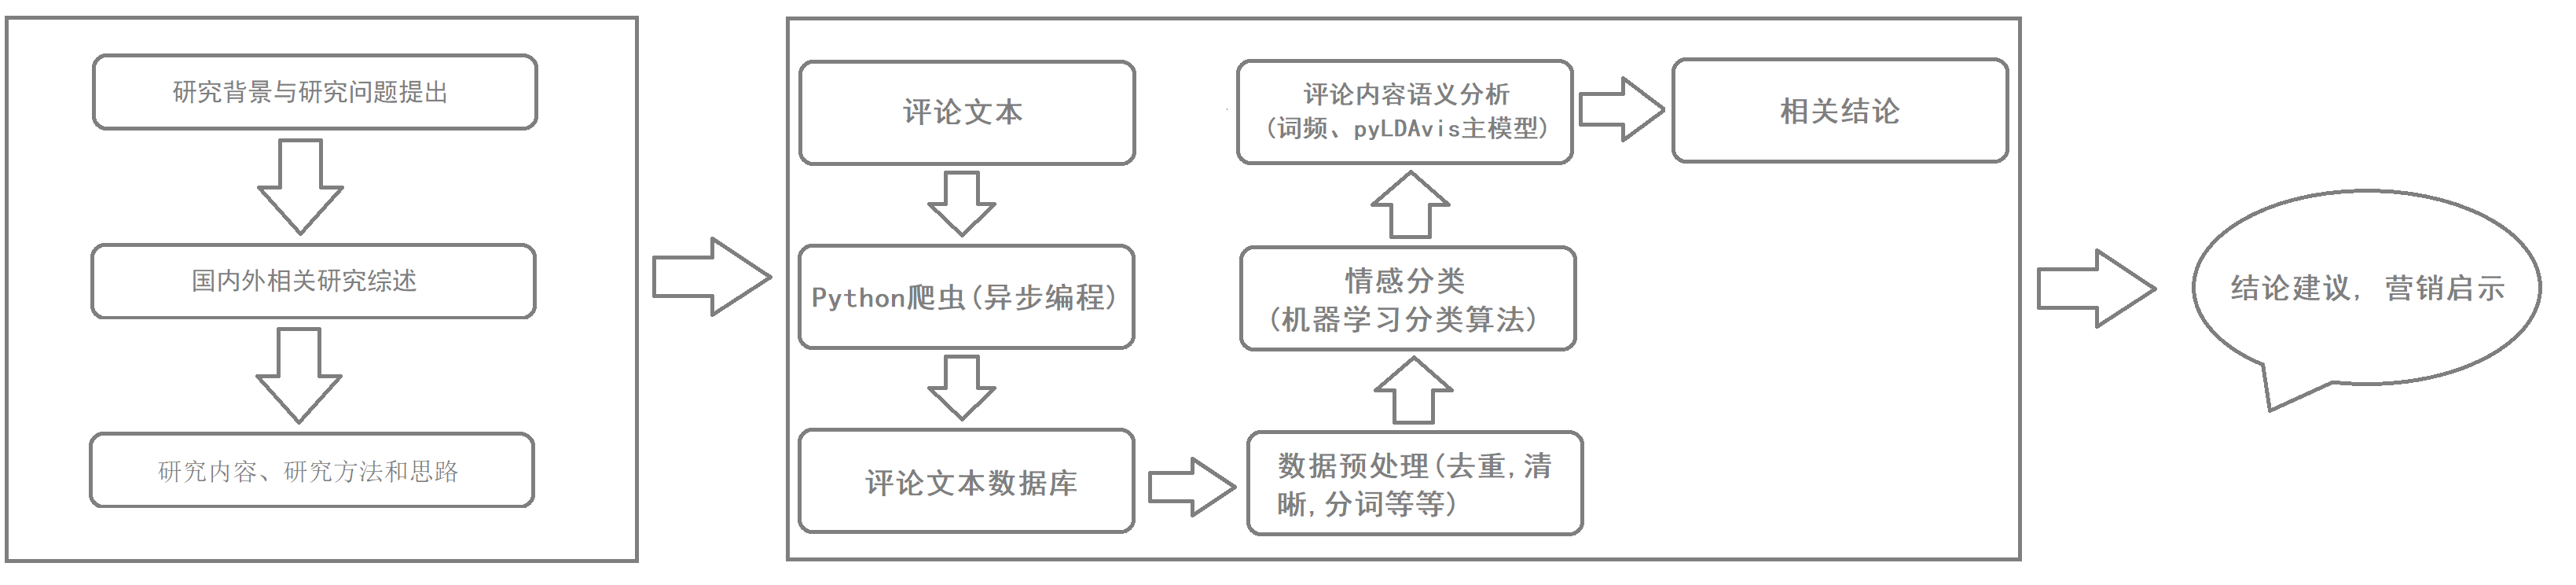 研究背景与研究问题提出
国内外相关研究综述
研究内容、研究方法和思路
评论文本
Python爬虫(异步编程)
评论文本数据库
数据预处理(去重,清
晰,分词等等)
情感分类
(机器学习分类算法)
评论内容语义分析
(词频、pyLDAvis主模型)
相关结论
结论建议, 营销启示